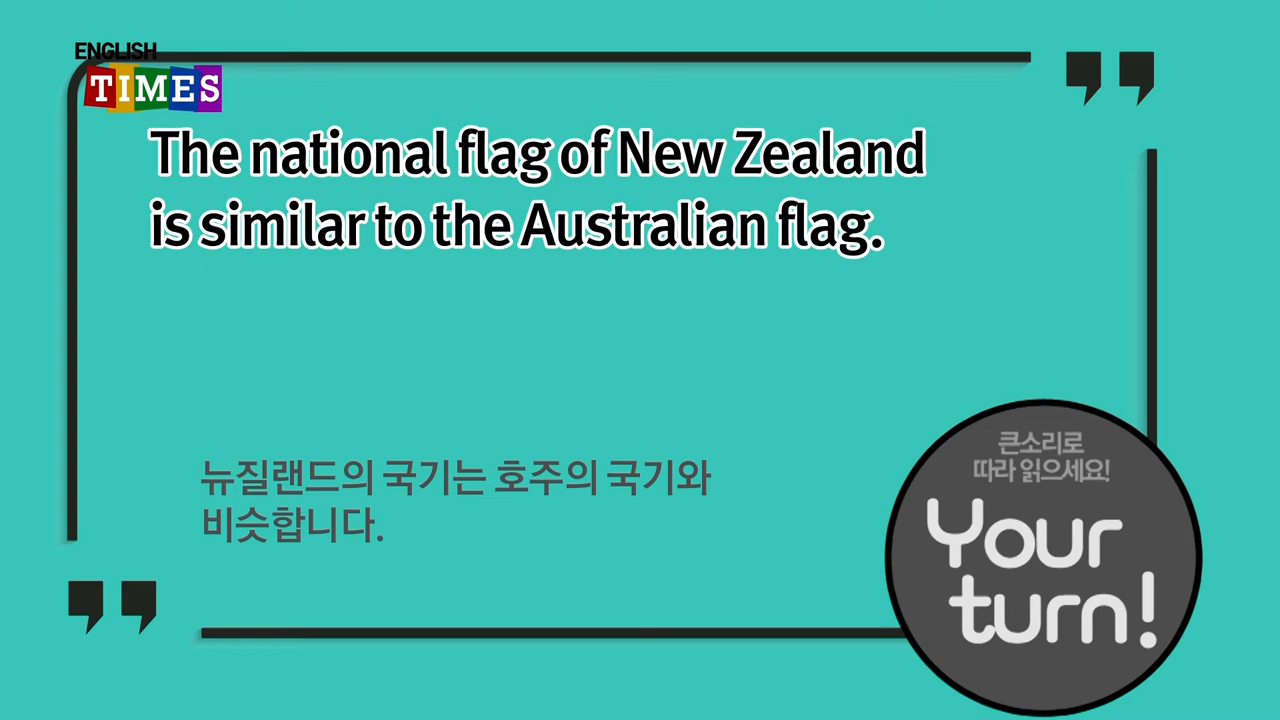 ENGLISH
TIMES
The national flag of New Zealand
is similar to the Australian flag.
뉴질랜드의 국기는 호주의 국기와
비슷합니다.
큰소리로
따라 읽으세요!
Your
turn!